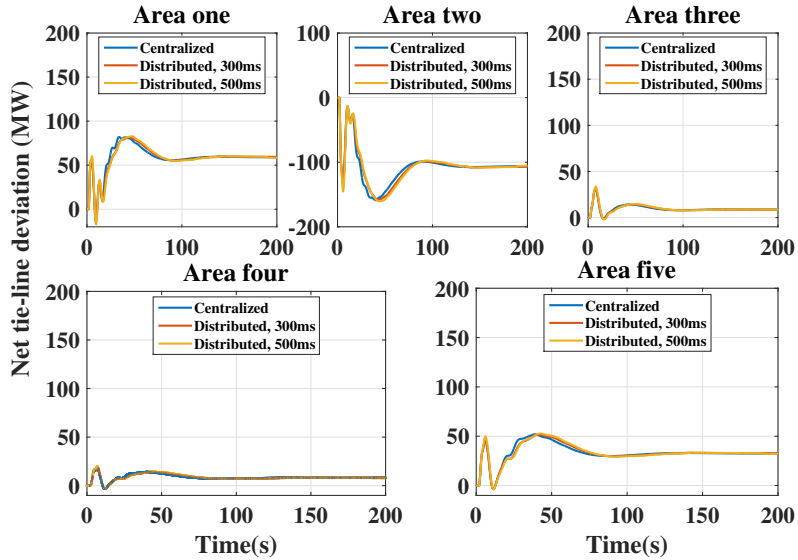 Area one
Area two
Area three
Net tie-line deviation (MW)
200
150
100
50
0
0
100
200
Centralized
Distributed, 300ms
Distributed, 500ms
100
0
-100
-200
0
100
200
Centralized
Distributed, 300ms
Distributed, 500ms
200
150
100
50
0
0
100
200
Centralized
Distributed, 300ms
Distributed, 500ms
Area four
Area five
200
150
100
50
0
0
50
100
150
200
Centralized
Distributed, 300ms
Distributed, 500ms
Time(s)
200
150
100
50
0
0
50
100
150
200
Centralized
Distributed, 300ms
Distributed, 500ms
Time(s)